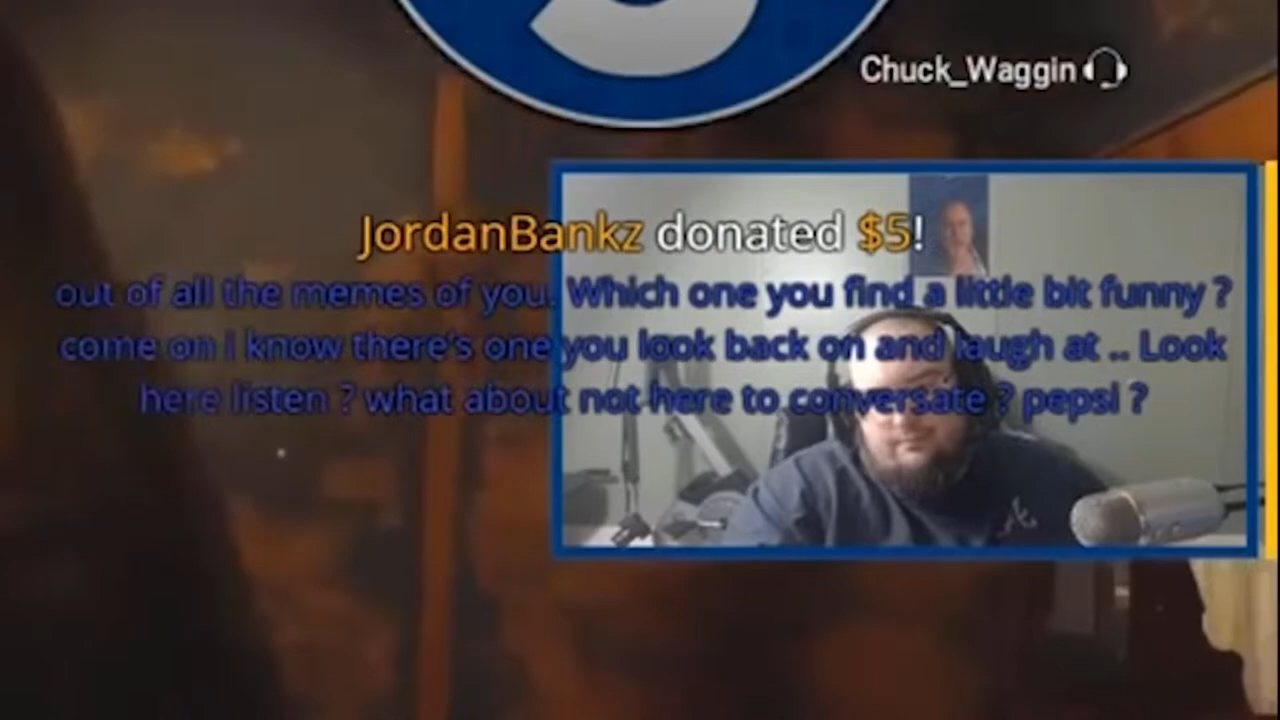 Chuck_Waggin
JordanBankz donated $5!
out of all the memes of you. Which one you find a little bit funny ?
come on i know there's one you look back on and laugh at .. Look
here listen ? what about not here to conversate ? pepsi ?